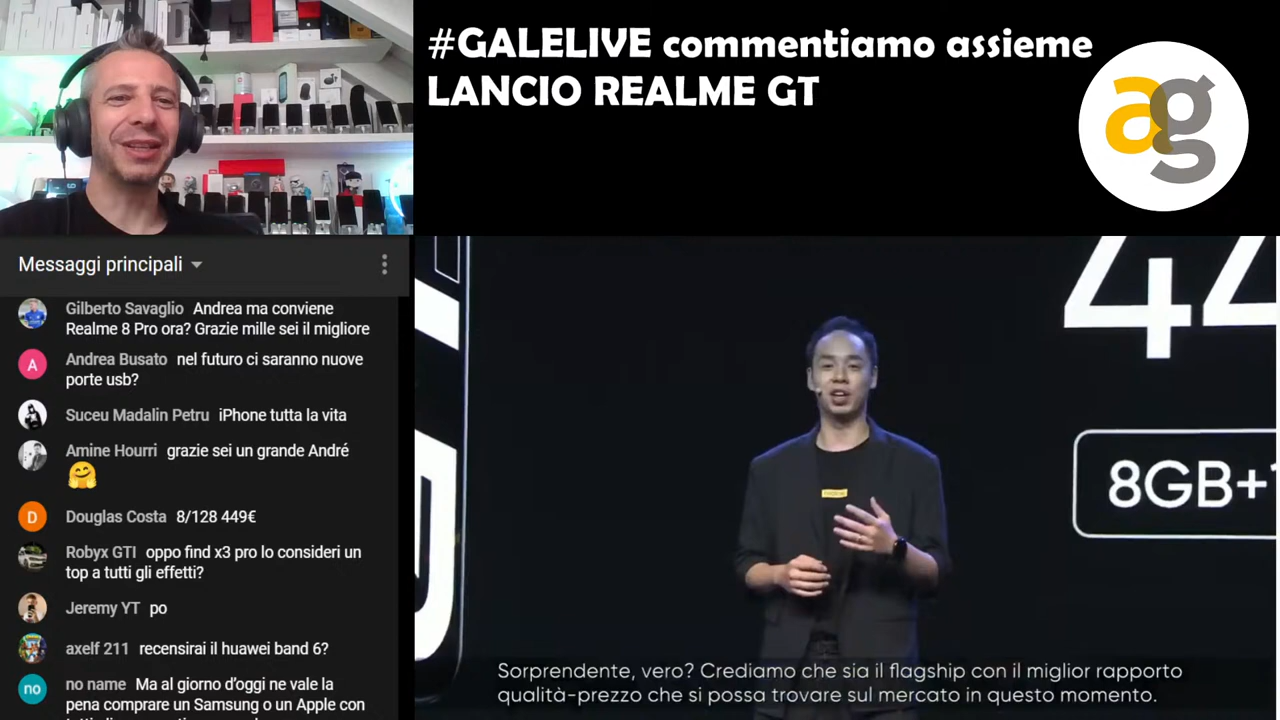 #GALELIVE commentiamo assieme
LANCIO REALME GT
ag
Messaggi principali
Gilberto Savaglio Andrea ma conviene
Realme 8 Pro ora? Grazie mille sei il migliore
A
Andrea Busato nel futuro ci saranno nuove
porte usb?
Suceu Madalin Petru iPhone tutta la vita
Amine Hourri grazie sei un grande André
D
Douglas Costa 8/128 449€
Robyx GTI oppo find x3 pro lo consideri un
top a tutti gli effetti?
Jeremy YT po
axelf 211 recensirai il huawei band 6?
no
no name Ma al giorno d'oggi ne vale la
pena comprare un Samsung o un Apple con
44
8GB+
Sorprendente, vero? Crediamo che sia il flagship con il miglior rapporto
qualità-prezzo che si possa trovare sul mercato in questo momento.